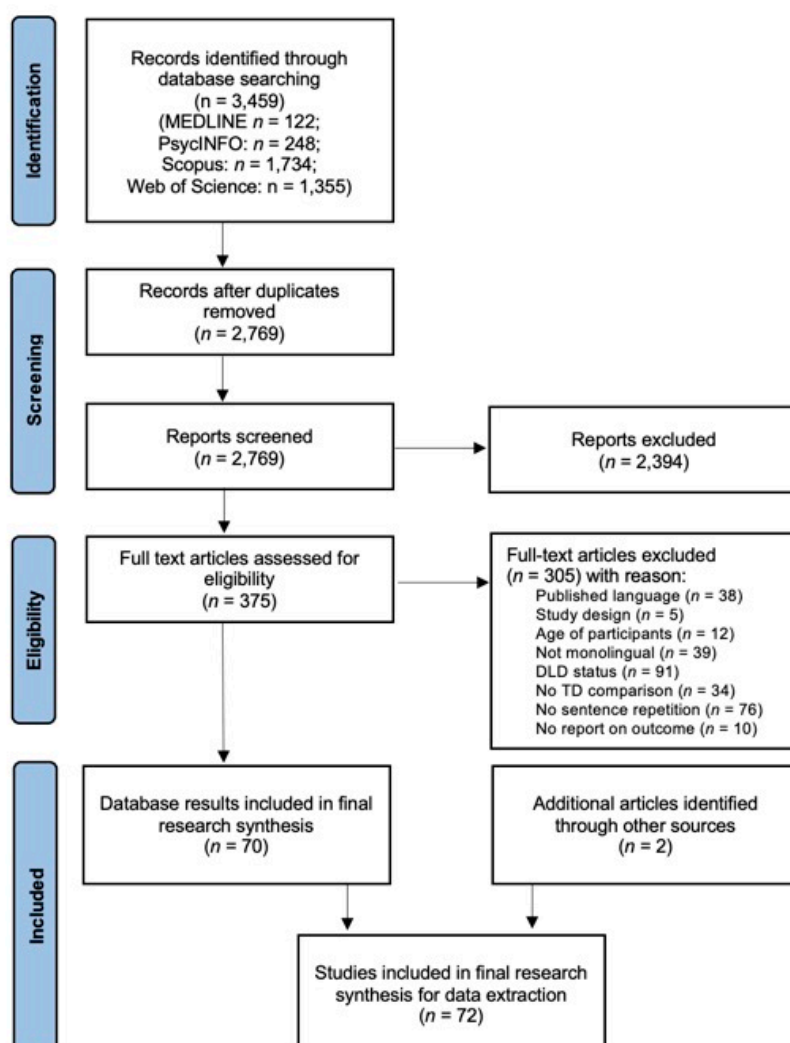 Identification
Records identified through
database searching
(n = 3,459)
(MEDLINE n = 122;
PsycINFO: n = 248;
Scopus: n = 1,734;
Web of Science: n = 1,355)
Screening
Records after duplicates
removed
(n = 2,769)
Reports screened
(n = 2,769)
Reports excluded
(n = 2,394)
Eligibility
Full text articles assessed for
eligibility
(n = 375)
Full-text articles excluded
(n = 305) with reason:
Published language (n = 38)
Study design (n = 5)
Age of participants (n = 12)
Not monolingual (n = 39)
DLD status (n = 91)
No TD comparison (n = 34)
No sentence repetition (n = 76)
No report on outcome (n = 10)
Included
Database results included in final
research synthesis
(n = 70)
Additional articles identified
through other sources
(n = 2)
Studies included in final research
synthesis for data extraction
(n = 72)